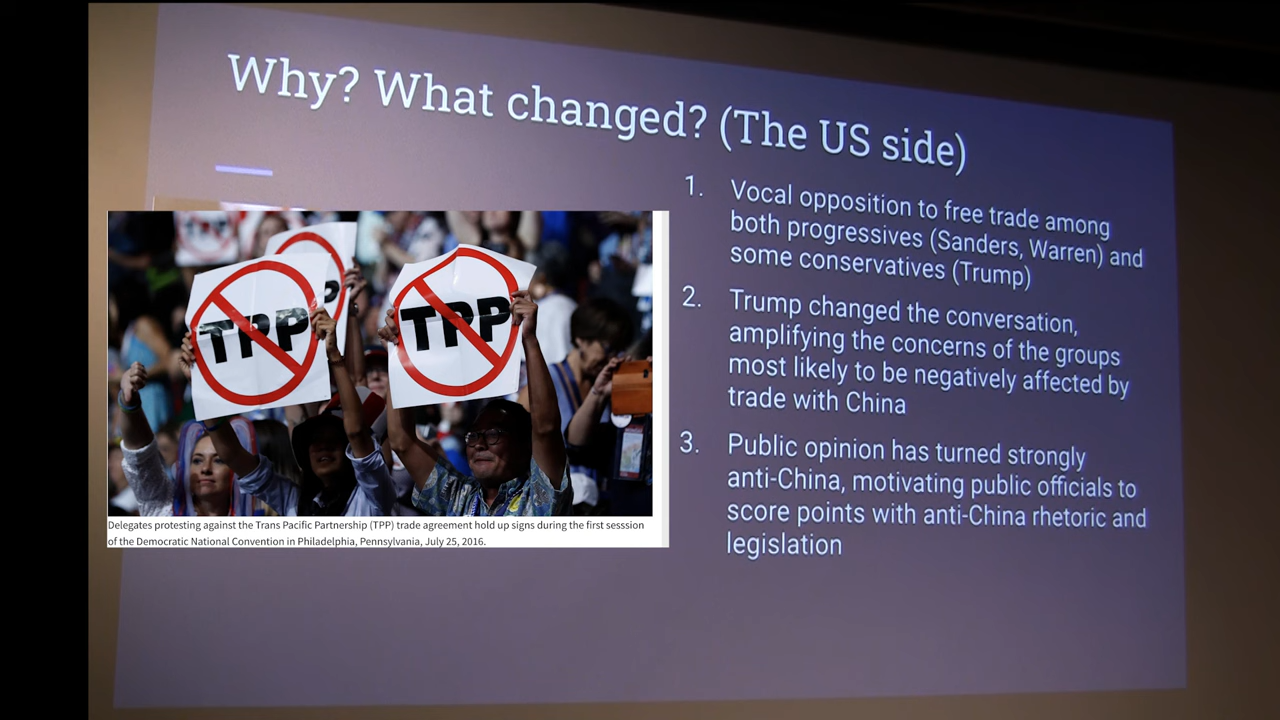 Why? What changed? (The US side)
TPP
TPP
P
Delegates protesting against the Trans Pacific Partnership (TPP) trade agreement hold up signs during the first sesssion
of the Democratic National Convention in Philadelphia, Pennsylvania, July 25, 2016.
1. Vocal opposition to free trade among
both progressives (Sanders, Warren) and
some conservatives (Trump)
2. Trump changed the conversation,
amplifying the concerns of the groups
most likely to be negatively affected by
trade with China
3. Public opinion has turned strongly
anti-China, motivating public officials to
score points with anti-China rhetoric and
legislation